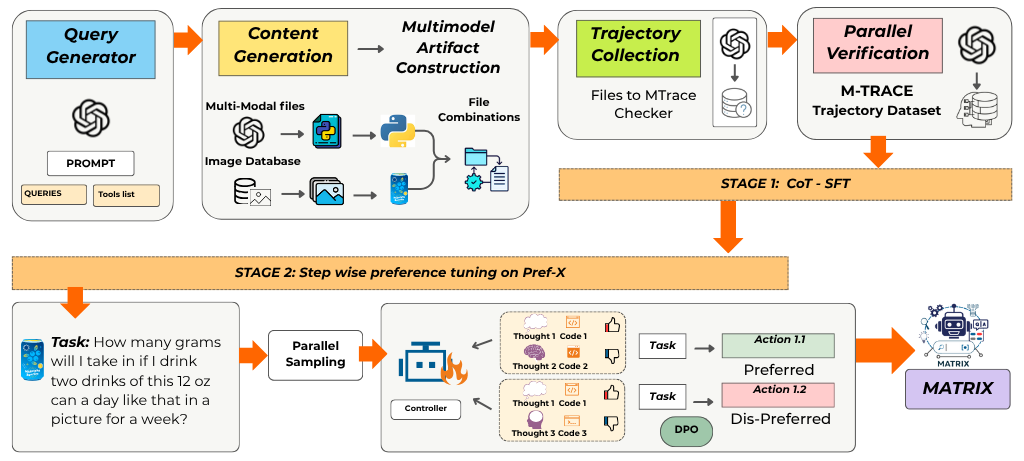 Query
Generator
PROMPT
QUERIES
Tools list
Content
Generation
Multimodel
Artifact
Construction
Multi-Modal files
Image Database
File
Combinations
Trajectory
Collection
Files to MTrace
Checker
Parallel
Verification
M-TRACE
Trajectory Dataset
STAGE 1: CoT - SFT
STAGE 2: Step wise preference tuning on Pref-X
Task: How many grams
will I take in if I drink
two drinks of this 12 oz
can a day like that in a
picture for a week?
Parallel
Sampling
Controller
Thought 1 Code 1
Thought 2 Code 2
Thought 1 Code 1
Thought 3 Code 3
Task
Action 1.1
Preferred
Task
Action 1.2
Dis-Preferred
DPO
MATRIX
MATRIX